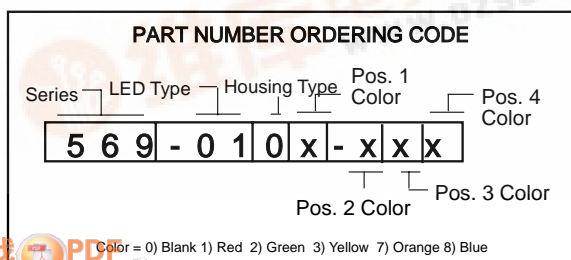 PART NUMBER ORDERING CODE
Series LED Type Housing Type Pos. 1 Color Pos. 4 Color
5 6 9 - 0 1 0 x - x x x
Pos. 2 Color Pos. 3 Color
Color = 0) Blank 1) Red 2) Green 3) Yellow 7) Orange 8) Blue
PDF